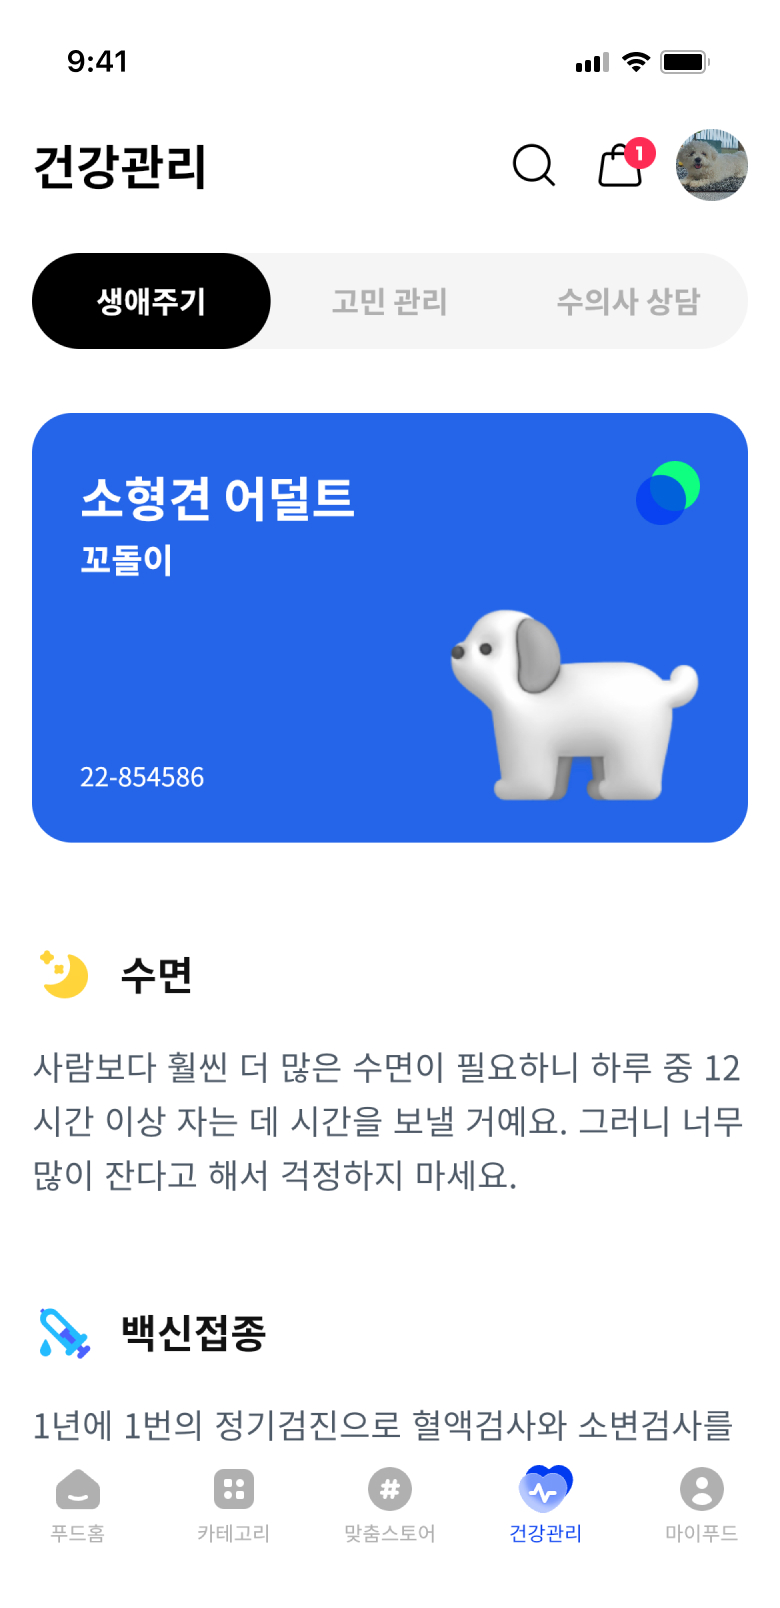 9:41
건강관리
1
생애주기
고민 관리
수의사 상담
소형견 어덜트
꼬돌이
22-854586
수면
사람보다 훨씬 더 많은 수면이 필요하니 하루 중 12
시간 이상 자는 데 시간을 보낼 거예요. 그러니 너무
많이 잔다고 해서 걱정하지 마세요.
백신접종
1년에 1번의 정기검진으로 혈액검사와 소변검사를
푸드홈
카테고리
맞춤스토어
건강관리
마이푸드